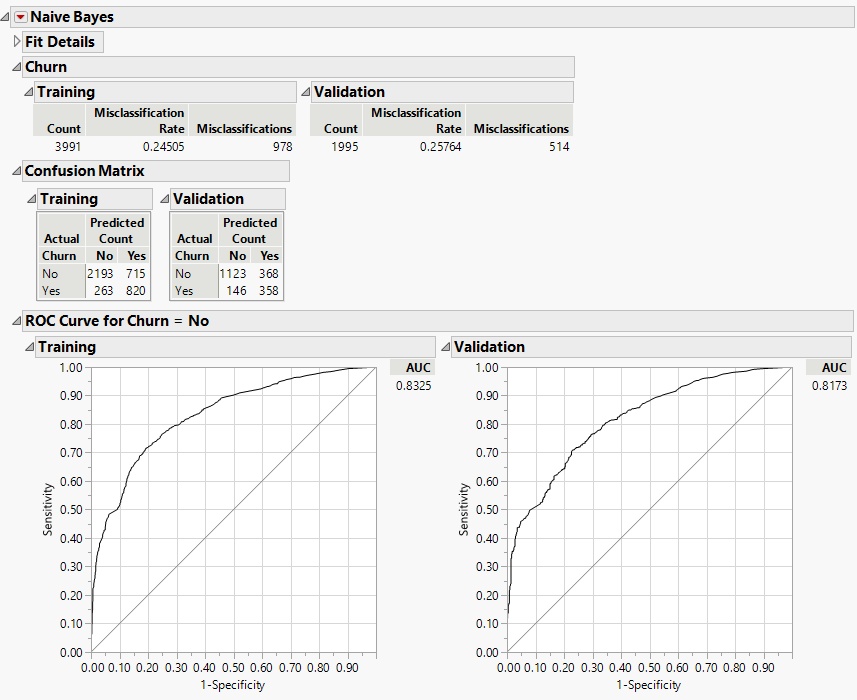 Naive Bayes
Fit Details
Churn
Training
Validation
Misclassification
Count Rate Misclassifications
3991 0.24505 978
Misclassification
Count Rate Misclassifications
1995 0.25764 514
Confusion Matrix
Training
Validation
Predicted
Actual Count
Churn No Yes
No 2193 715
Yes 263 820
Predicted
Actual Count
Churn No Yes
No 1123 368
Yes 146 358
ROC Curve for Churn = No
Training
1.00
0.90
0.80
0.70
0.60
0.50
0.40
0.30
0.20
0.10
0.00
Sensitivity
0.00 0.10 0.20 0.30 0.40 0.50 0.60 0.70 0.80 0.90
1-Specificity
AUC
0.8325
Validation
1.00
0.90
0.80
0.70
0.60
0.50
0.40
0.30
0.20
0.10
0.00
Sensitivity
0.00 0.10 0.20 0.30 0.40 0.50 0.60 0.70 0.80 0.90
1-Specificity
AUC
0.8173